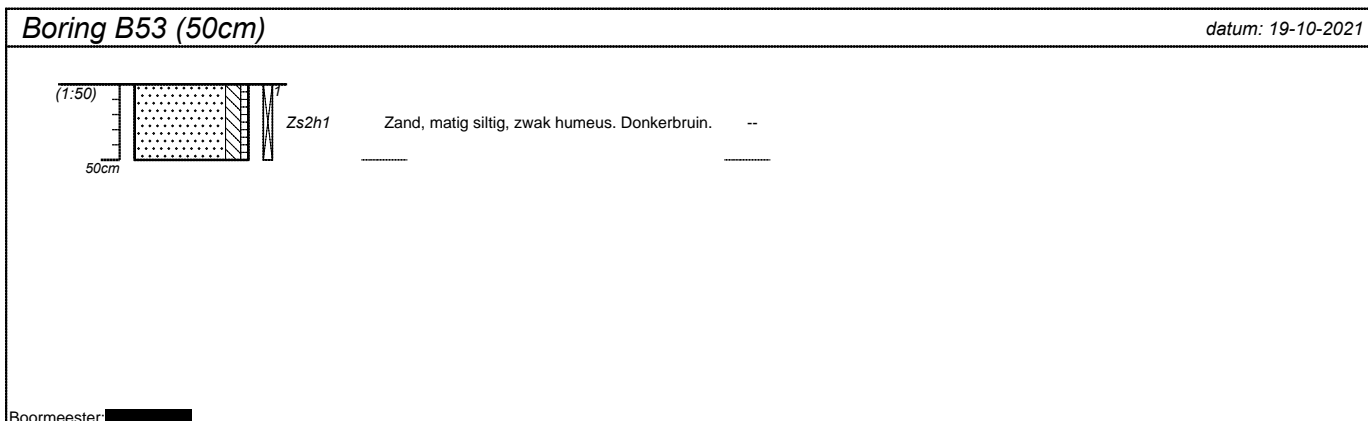 Boring B53 (50cm) datum: 19-10-2021
(1:50) 1
Zs2h1 Zand, matig siltig, zwak humeus. Donkerbruin. --
50cm
Boormeester: